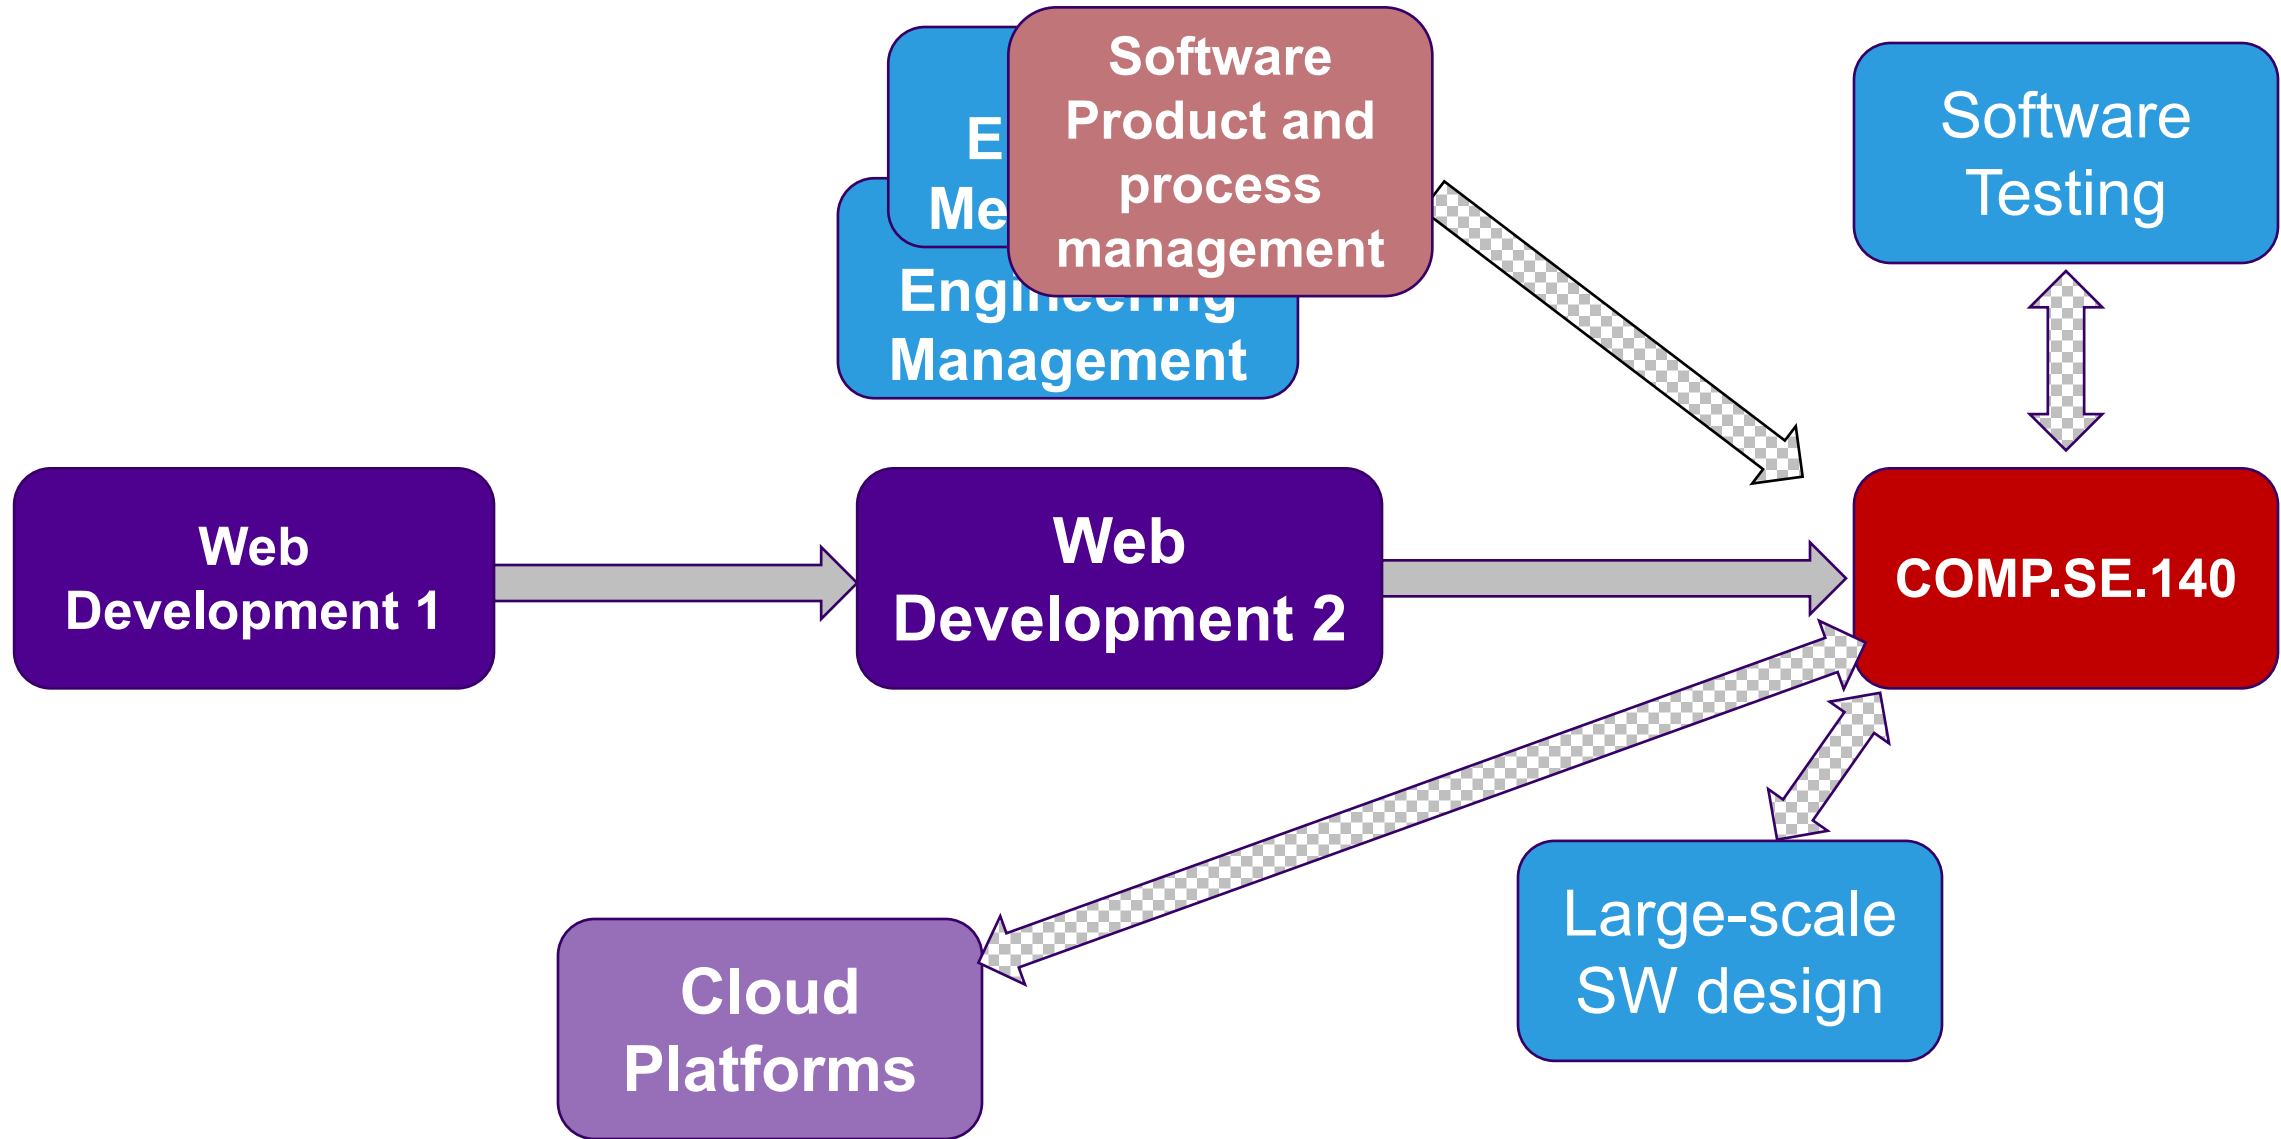 Software
Product and
process
management
Engineering
Management
Software
Testing
Web
Development 1
Web
Development 2
COMP.SE.140
Cloud
Platforms
Large-scale
SW design